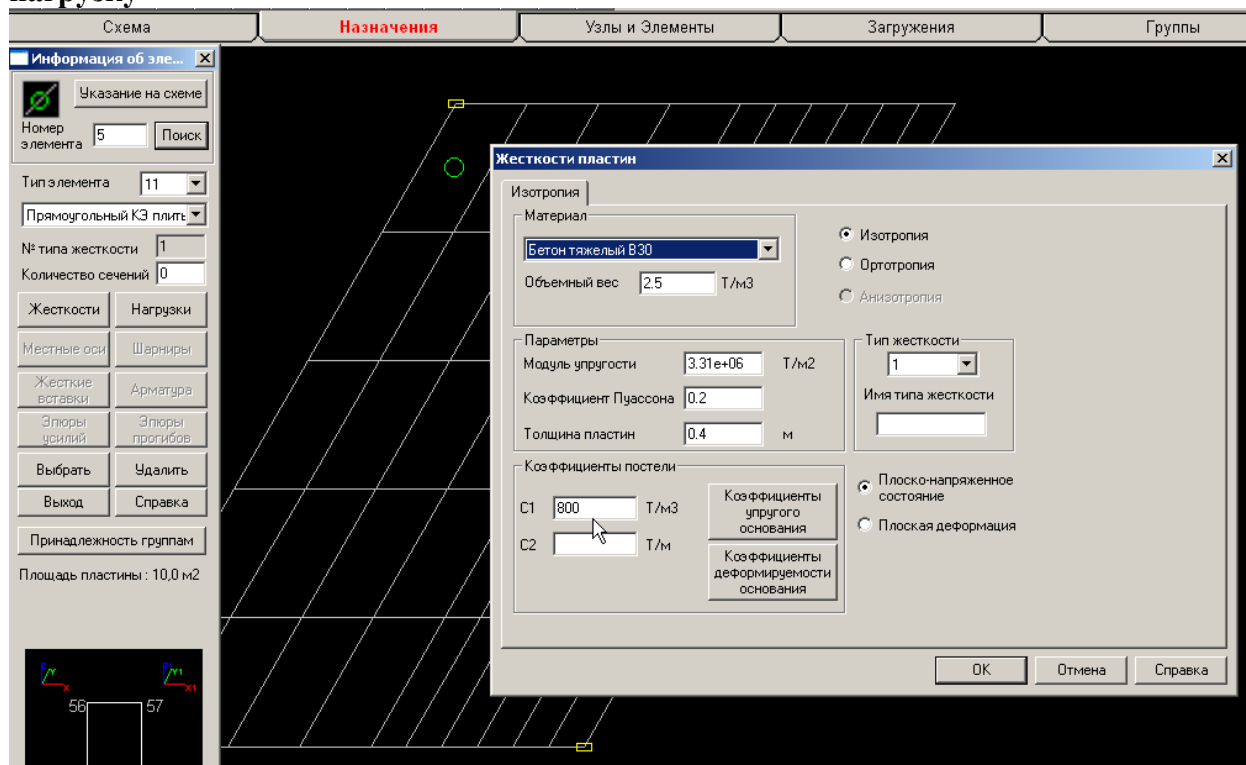 нагрузку
Схема
Назначения
Узлы и Элементы
Загружения
Группы
Информация об эле...
Указание на схеме
Номер элемента 5 Поиск
Тип элемента 11
Прямоугольный КЭ плить
№ типа жесткости 1
Количество сечений 0
Жесткости Нагрузки
Местные оси Шарниры
Жесткие вставки Арматура
Эпюры усилий Эпюры прогибов
Выбрать Удалить
Выход Справка
Принадлежность группам
Площадь пластины : 10,0 м2
Y X Y1 X1
56 57
Жесткости пластин
Изотропия
Материал
Бетон тяжелый B30
Объемный вес 2.5 Т/м3
Изотропия
Ортотропия
Анизотропия
Параметры
Модуль упругости 3.31e+06 Т/м2
Коэффициент Пуассона 0.2
Толщина пластин 0.4 м
Тип жесткости
1
Имя типа жесткости
Коэффициенты постели
C1 800 Т/м3
C2 Т/м
Коэффициенты
упругого
основания
Коэффициенты
деформируемости
основания
Плоско-напряженное
состояние
Плоская деформация
OK Отмена Справка